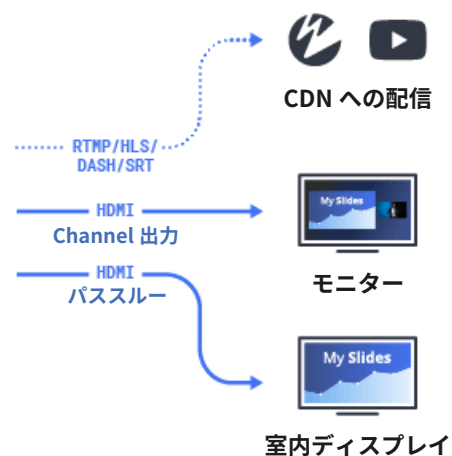 CDN への配信
RTMP/HLS/
DASH/SRT
HDMI
Channel 出力
My Slides
モニター
HDMI
パススルー
My Slides
室内ディスプレイ